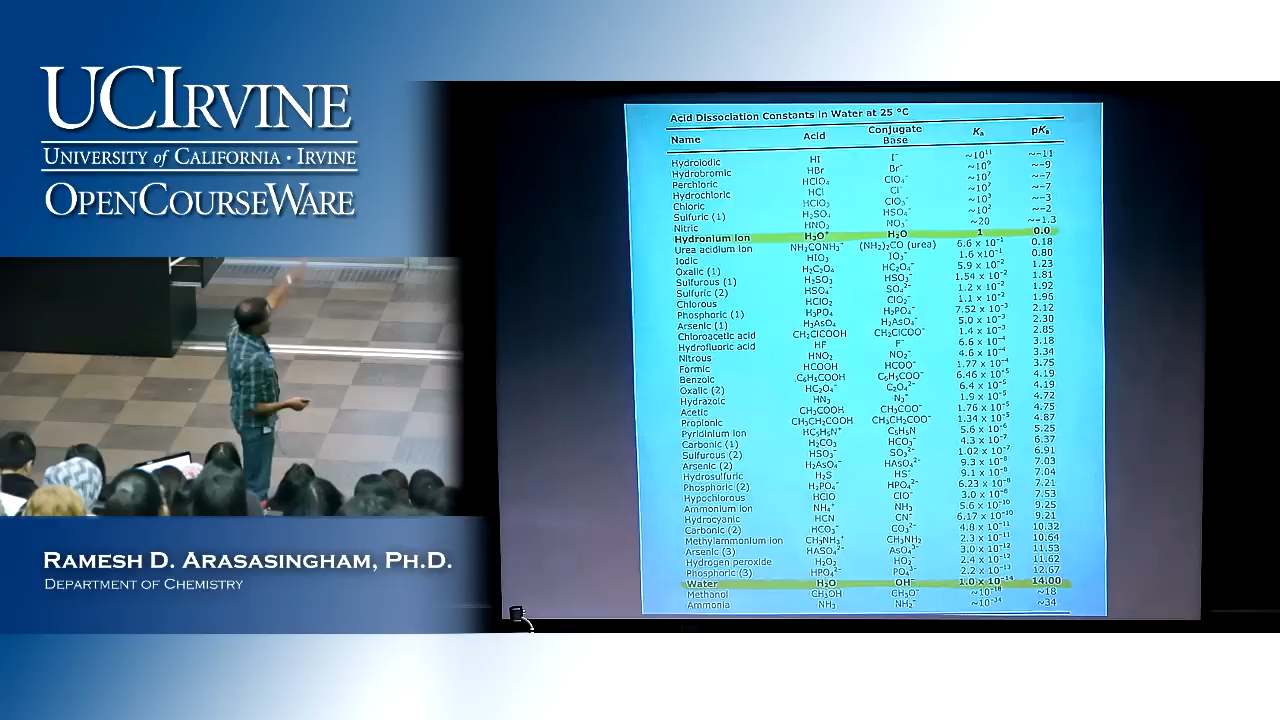 UCIRVINE
UNIVERSITY of CALIFORNIA · IRVINE
OPENCOURSEWARE
RAMESH D. ARASASINGHAM, PH.D.
DEPARTMENT OF CHEMISTRY
Acid Dissociation Constants in Water at 25 °C
Name Acid Conjugate Base Ka pKa
Hydroiodic HI I⁻ ~10¹¹ ~−11
Hydrobromic HBr Br⁻ ~10⁹ ~−9
Perchloric HClO₄ ClO₄⁻ ~10⁷ ~−7
Hydrochloric HCl Cl⁻ ~10⁷ ~−7
Chloric HClO₃ ClO₃⁻ ~10³ ~−3
Sulfuric (1) H₂SO₄ HSO₄⁻ ~10² ~−2
Nitric HNO₃ NO₃⁻ ~20 ~−1.3
Hydronium ion H₃O⁺ H₂O 1 0.0
Urea acidium ion NH₂CONH₃⁺ (NH₂)₂CO (urea) 6.6 x 10⁻¹ 0.18
Iodic HIO₃ IO₃⁻ 1.6 x10⁻¹ 0.80
Oxalic (1) H₂C₂O₄ HC₂O₄⁻ 5.9 x 10⁻² 1.23
Sulfurous (1) H₂SO₃ HSO₃⁻ 1.54 x 10⁻² 1.81
Sulfuric (2) HSO₄⁻ SO₄²⁻ 1.2 x 10⁻² 1.92
Chlorous HClO₂ ClO₂⁻ 1.1 x 10⁻² 1.96
Phosphoric (1) H₃PO₄ H₂PO₄⁻ 7.52 x 10⁻³ 2.12
Arsenic (1) H₃AsO₄ H₂AsO₄⁻ 5.0 x 10⁻³ 2.30
Chloroacetic acid CH₂ClCOOH CH₂ClCOO⁻ 1.4 x 10⁻³ 2.85
Hydrofluoric acid HF F⁻ 6.6 x 10⁻⁴ 3.18
Nitrous HNO₂ NO₂⁻ 4.6 x 10⁻⁴ 3.34
Formic HCOOH HCOO⁻ 1.77 x 10⁻⁴ 3.75
Benzoic C₆H₅COOH C₆H₅COO⁻ 6.46 x 10⁻⁵ 4.19
Oxalic (2) HC₂O₄⁻ C₂O₄²⁻ 6.4 x 10⁻⁵ 4.19
Hydrazoic HN₃ N₃⁻ 1.9 x 10⁻⁵ 4.72
Acetic CH₃COOH CH₃COO⁻ 1.76 x 10⁻⁵ 4.75
Propionic CH₃CH₂COOH CH₃CH₂COO⁻ 1.34 x 10⁻⁵ 4.87
Pyridinium ion HC₅H₅N⁺ C₅H₅N 5.6 x 10⁻⁶ 5.25
Carbonic (1) H₂CO₃ HCO₃⁻ 4.3 x 10⁻⁷ 6.37
Sulfurous (2) HSO₃⁻ SO₃²⁻ 1.02 x 10⁻⁷ 6.91
Arsenic (2) H₂AsO₄⁻ HAsO₄²⁻ 9.3 x 10⁻⁸ 7.03
Hydrosulfuric H₂S HS⁻ 9.1 x 10⁻⁸ 7.04
Phosphoric (2) H₂PO₄⁻ HPO₄²⁻ 6.23 x 10⁻⁸ 7.21
Hypochlorous HClO ClO⁻ 3.0 x 10⁻⁸ 7.53
Ammonium ion NH₄⁺ NH₃ 5.6 x 10⁻¹⁰ 9.25
Hydrocyanic HCN CN⁻ 6.17 x 10⁻¹⁰ 9.21
Carbonic (2) HCO₃⁻ CO₃²⁻ 4.8 x 10⁻¹¹ 10.32
Methylammonium ion CH₃NH₃⁺ CH₃NH₂ 2.3 x 10⁻¹¹ 10.64
Arsenic (3) HAsO₄²⁻ AsO₄³⁻ 3.0 x 10⁻¹² 11.53
Hydrogen peroxide H₂O₂ HO₂⁻ 2.4 x 10⁻¹² 11.62
Phosphoric (3) HPO₄²⁻ PO₄³⁻ 2.2 x 10⁻¹³ 12.67
Water H₂O OH⁻ 1.0 x 10⁻¹⁴ 14.00
Methanol CH₃OH CH₃O⁻ ~10⁻¹⁸ ~18
Ammonia NH₃ NH₂⁻ ~10⁻³⁴ ~34